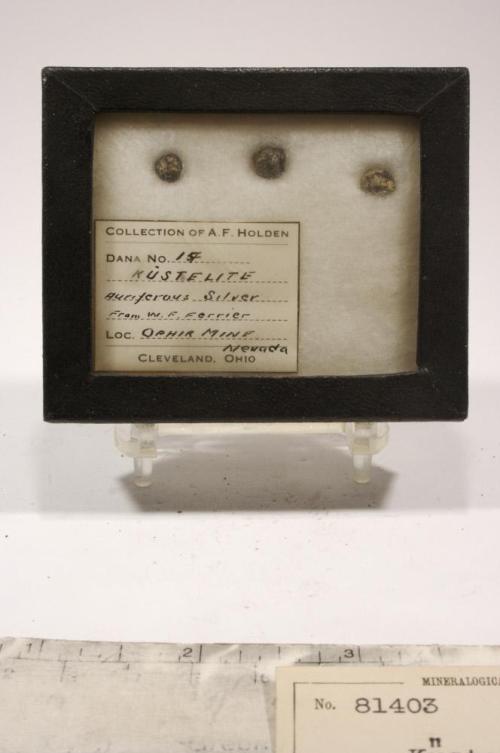 COLLECTION OF A. F. HOLDEN
DANA NO. 14
KÜSTELITE
Auriferous Silver
From W. F. Ferrier
LOC. OPHIR MINE
Nevada
CLEVELAND, OHIO
1 2 3
MINERALOGICA
No. 81403